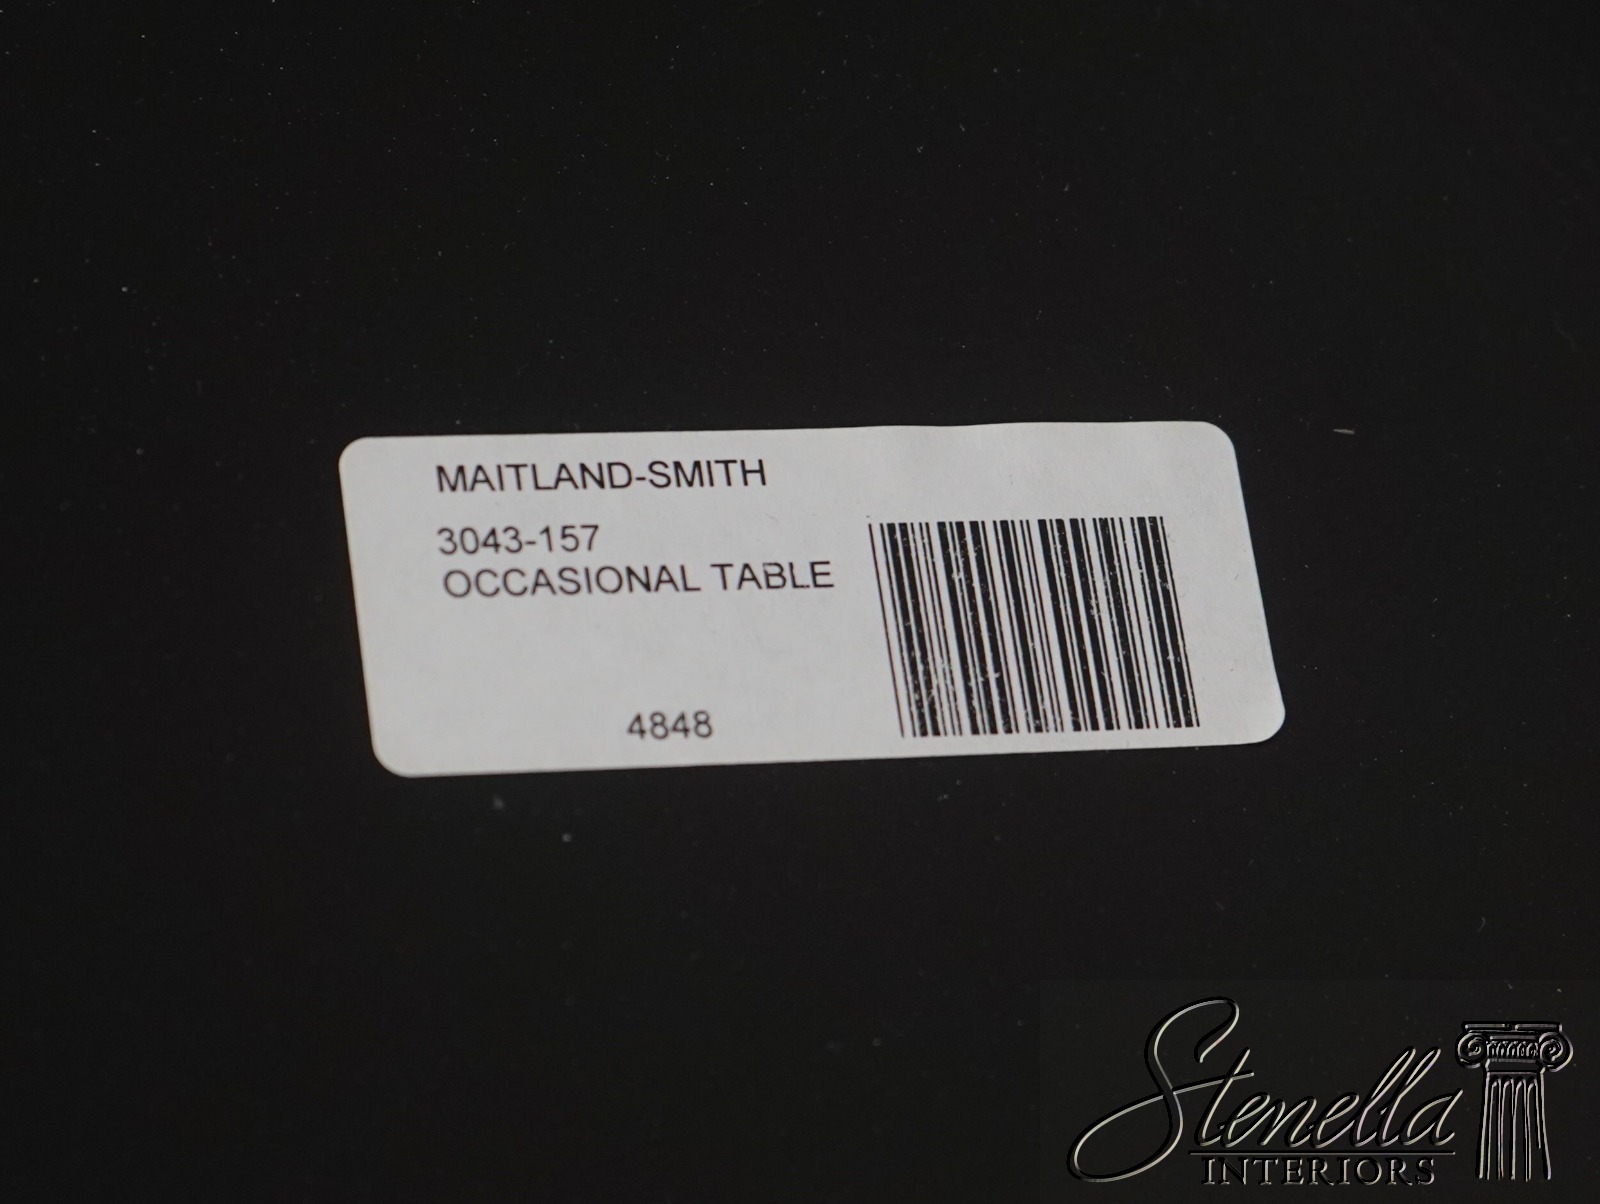 MAITLAND-SMITH
3043-157
OCCASIONAL TABLE
4848
Stenella
INTERIORS